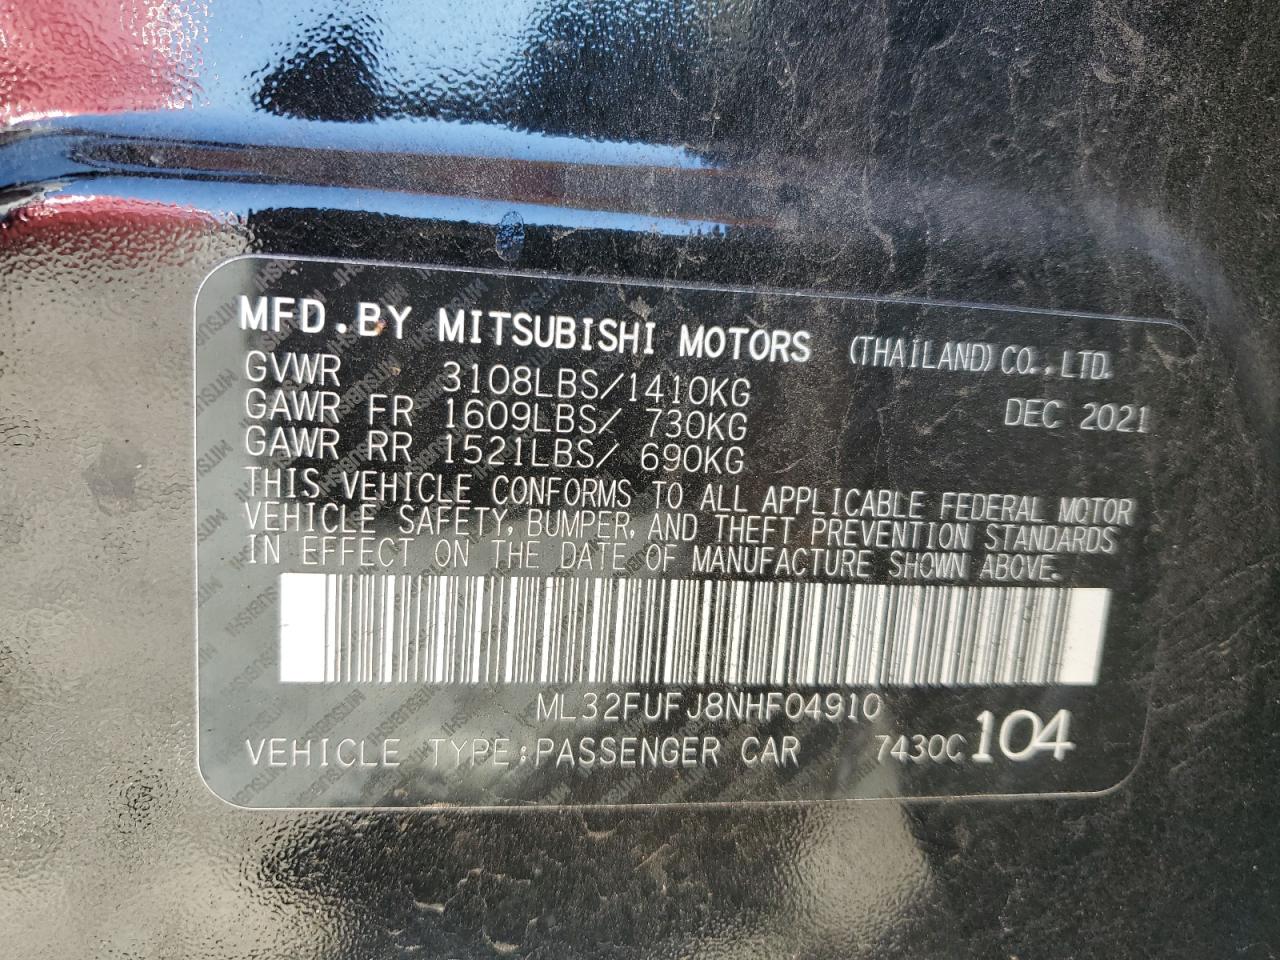 MFD.BY MITSUBISHI MOTORS (THAILAND)CO.,LTD.
GVWR 3108LBS/1410KG DEC 2021
GAWR FR 1609LBS/ 730KG
GAWR RR 1521LBS/ 690KG
THIS VEHICLE CONFORMS TO ALL APPLICABLE FEDERAL MOTOR
VEHICLE SAFETY, BUMPER, AND THEFT PREVENTION STANDARDS
IN EFFECT ON THE DATE OF MANUFACTURE SHOWN ABOVE.
ML32FUFJ8NHF04910
VEHICLE TYPE:PASSENGER CAR 7430C 104